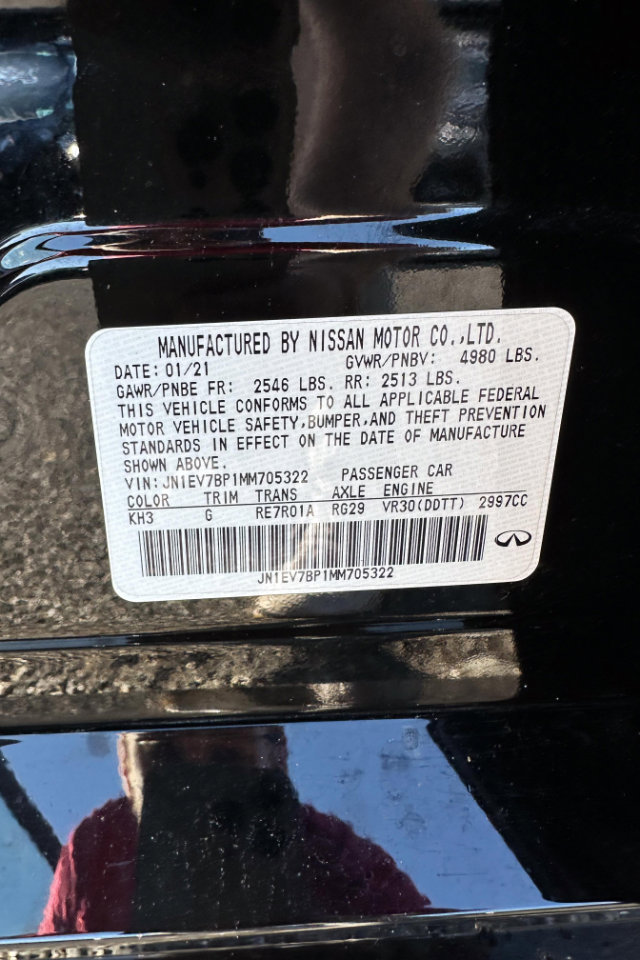 MANUFACTURED BY NISSAN MOTOR CO.,LTD.
DATE: 01/21 GVWR/PNBV: 4980 LBS.
GAWR/PNBE FR: 2546 LBS. RR: 2513 LBS.
THIS VEHICLE CONFORMS TO ALL APPLICABLE FEDERAL
MOTOR VEHICLE SAFETY,BUMPER,AND THEFT PREVENTION
STANDARDS IN EFFECT ON THE DATE OF MANUFACTURE
SHOWN ABOVE.
VIN: JN1EV7BP1MM705322 PASSENGER CAR
COLOR TRIM TRANS AXLE ENGINE
KH3 G RE7R01A RG29 VR30(DDTT) 2997CC
JN1EV7BP1MM705322